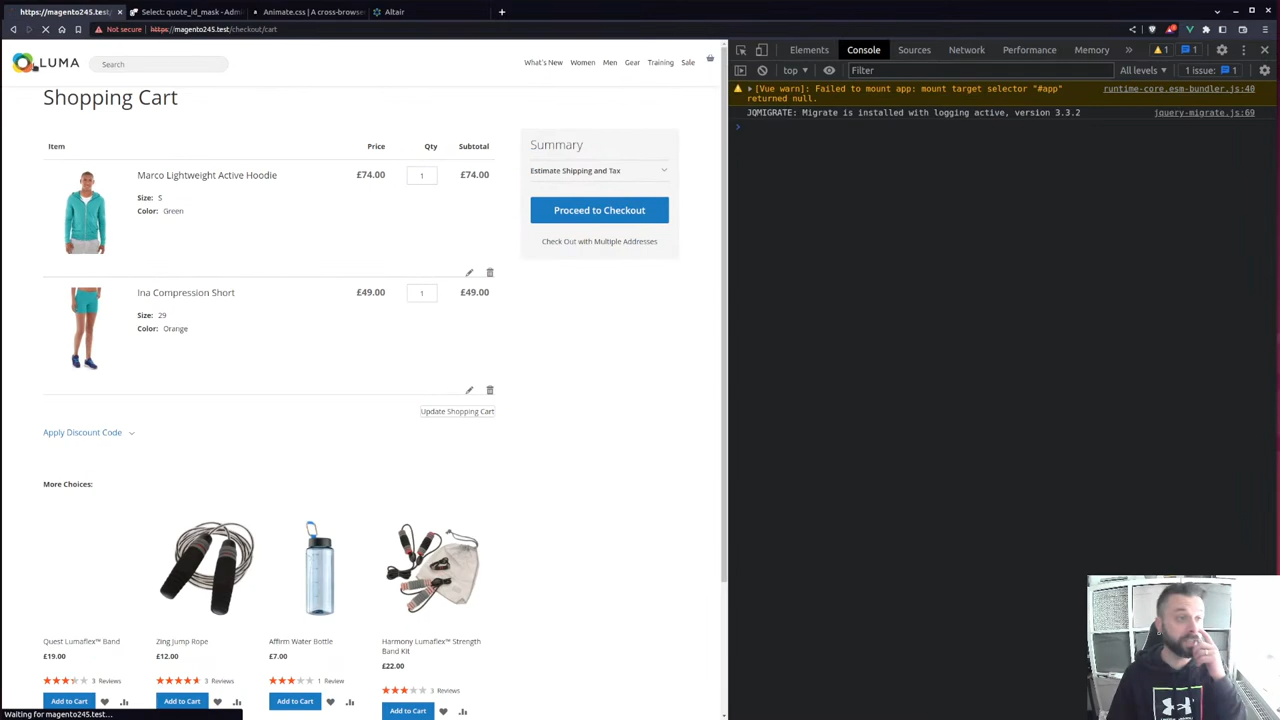 https://magento245.test/
Select: quote_id_mask - Adm
Animate.css | A cross-browser
Altair
Not secure https://magento245.test/checkout/cart
LUMA
Search
What's New Women Men Gear Training Sale
Elements Console Sources Network
1
top Filter All levels 1 issue: 1
[Vue warn]: Failed to mount app: mount target selector "#app" returned null. runtime-core.esm-bundler.js:40
JQMIGRATE: Migrate is installed with logging active, version 3.3.2 jquery-migrate.js:69
Shopping Cart
Item Price Qty Subtotal
Marco Lightweight Active Hoodie £74.00 1 £74.00
Size: S
Color: Green
Ina Compression Short £49.00 1 £49.00
Size: 29
Color: Orange
Update Shopping Cart
Apply Discount Code
Summary
Estimate Shipping and Tax
Proceed to Checkout
Check Out with Multiple Addresses
More Choices:
Quest Lumaflex™ Band
£19.00
3 Reviews
Add to Cart
Zing Jump Rope
£12.00
3 Reviews
Add to Cart
Affirm Water Bottle
£7.00
1 Review
Add to Cart
Harmony Lumaflex™ Strength
Band Kit
£22.00
3 Reviews
Add to Cart
Waiting for magento245.test...